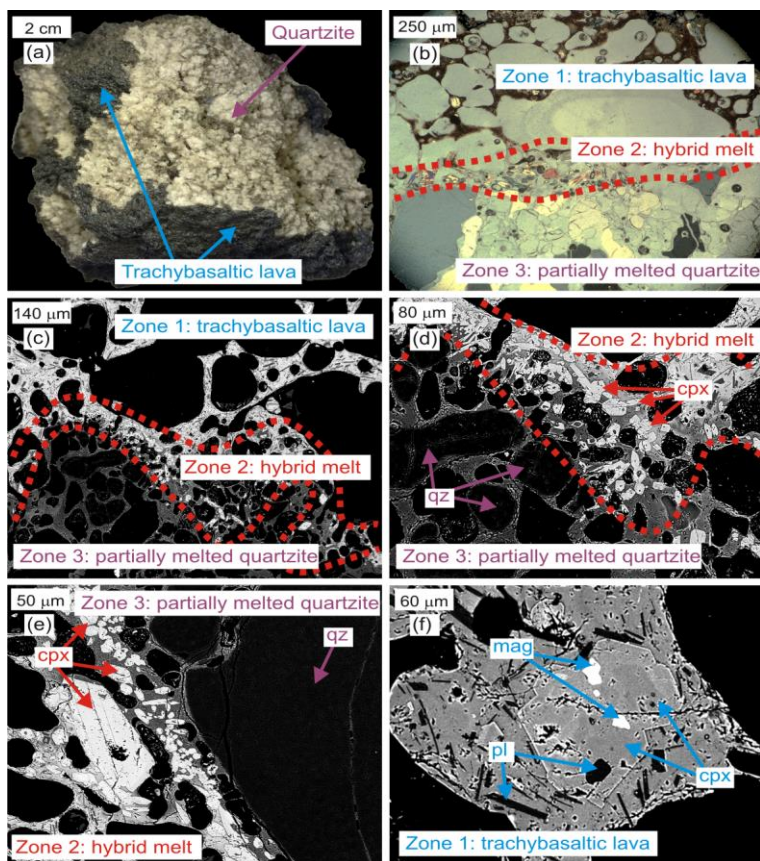 2 cm
(a)
Quartzite
Trachybasaltic lava
250 µm
(b)
Zone 1: trachybasaltic lava
Zone 2: hybrid melt
Zone 3: partially melted quartzite
140 µm
(c)
Zone 1: trachybasaltic lava
Zone 2: hybrid melt
Zone 3: partially melted quartzite
80 µm
(d)
Zone 2: hybrid melt
cpx
qz
Zone 3: partially melted quartzite
50 µm
(e)
Zone 3: partially melted quartzite
cpx
qz
Zone 2: hybrid melt
60 µm
(f)
mag
pl
cpx
Zone 1: trachybasaltic lava